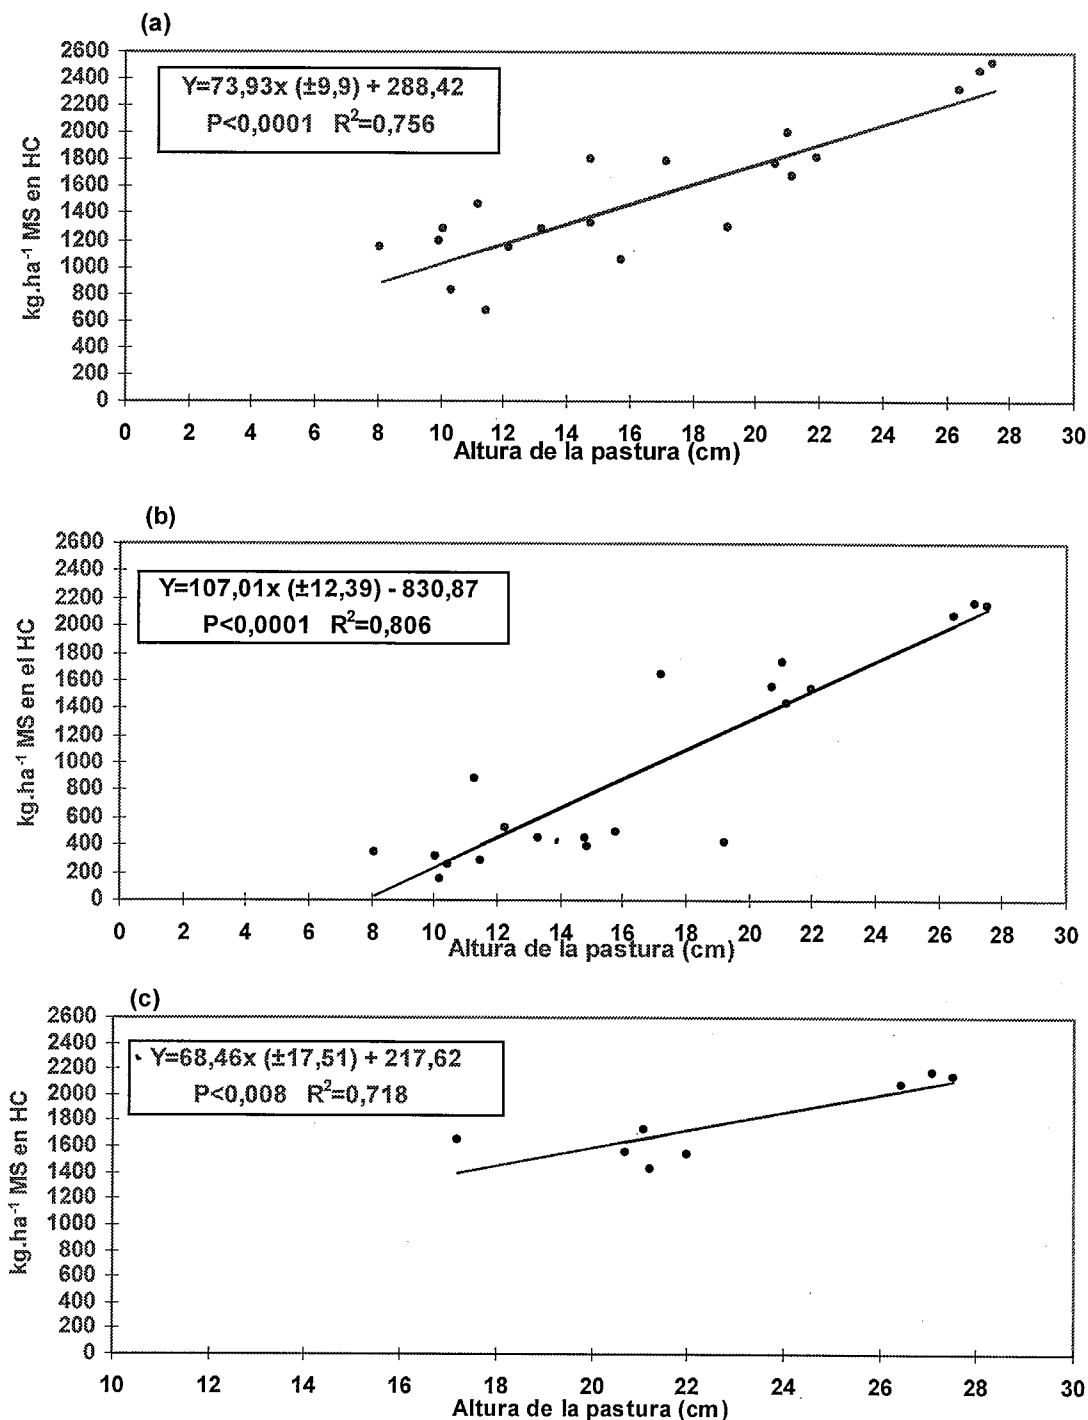 (a)
2600
2400
2200
2000
1800
1600
1400
1200
1000
800
600
400
200
0
kg.ha⁻¹ MS en HC
Y=73,93x (±9,9) + 288,42
P<0,0001 R²=0,756
0 2 4 6 8 10 12 14 16 18 20 22 24 26 28 30
Altura de la pastura (cm)
(b)
2600
2400
2200
2000
1800
1600
1400
1200
1000
800
600
400
200
0
kg.ha⁻¹ MS en el HC
Y=107,01x (±12,39) - 830,87
P<0,0001 R²=0,806
0 2 4 6 8 10 12 14 16 18 20 22 24 26 28 30
Altura de la pastura (cm)
(c)
2600
2400
2200
2000
1800
1600
1400
1200
1000
800
600
400
200
0
kg.ha⁻¹ MS en HC
Y=68,46x (±17,51) + 217,62
P<0,008 R²=0,718
10 12 14 16 18 20 22 24 26 28 30
Altura de la pastura (cm)